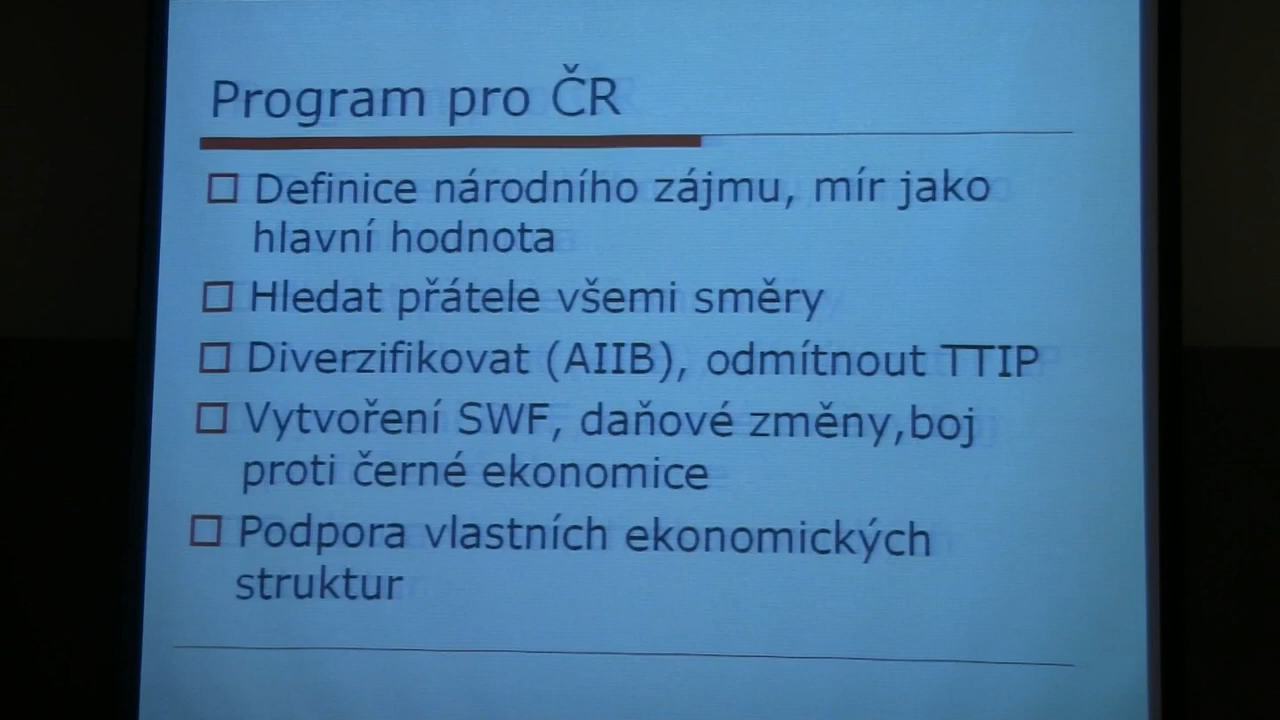 Program pro ČR
Definice národního zájmu, mír jako
hlavní hodnota
Hledat přátele všemi směry
Diverzifikovat (AIIB), odmítnout TTIP
Vytvoření SWF, daňové změny,boj
proti černé ekonomice
Podpora vlastních ekonomických
struktur